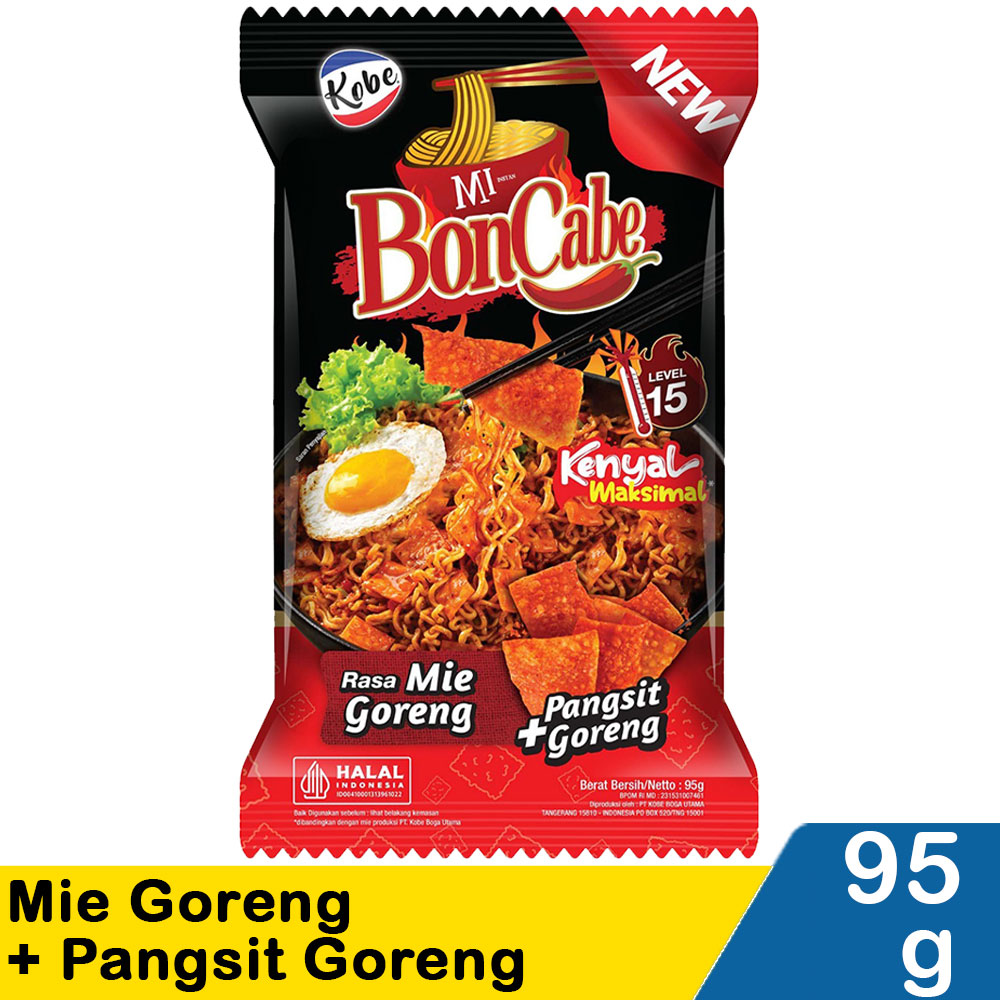 Kobe
NEW
MI INSTAN
BonCabe
LEVEL
15
Kenyal
Maksimal*
Saran Penyajian
Rasa Mie
Goreng
+ Pangsit
Goreng
HALAL
INDONESIA
ID00410001313961022
Baik Digunakan sebelum : lihat belakang kemasan
*dibandingkan dengan mie produksi PT. Kobe Boga Utama
Berat Bersih/Netto : 95g
BPOM RI MD : 231531007461
Diproduksi oleh : PT KOBE BOGA UTAMA
TANGERANG 15810 - INDONESIA PO BOX 520/TNG 15001
Mie Goreng
+ Pangsit Goreng
95
g